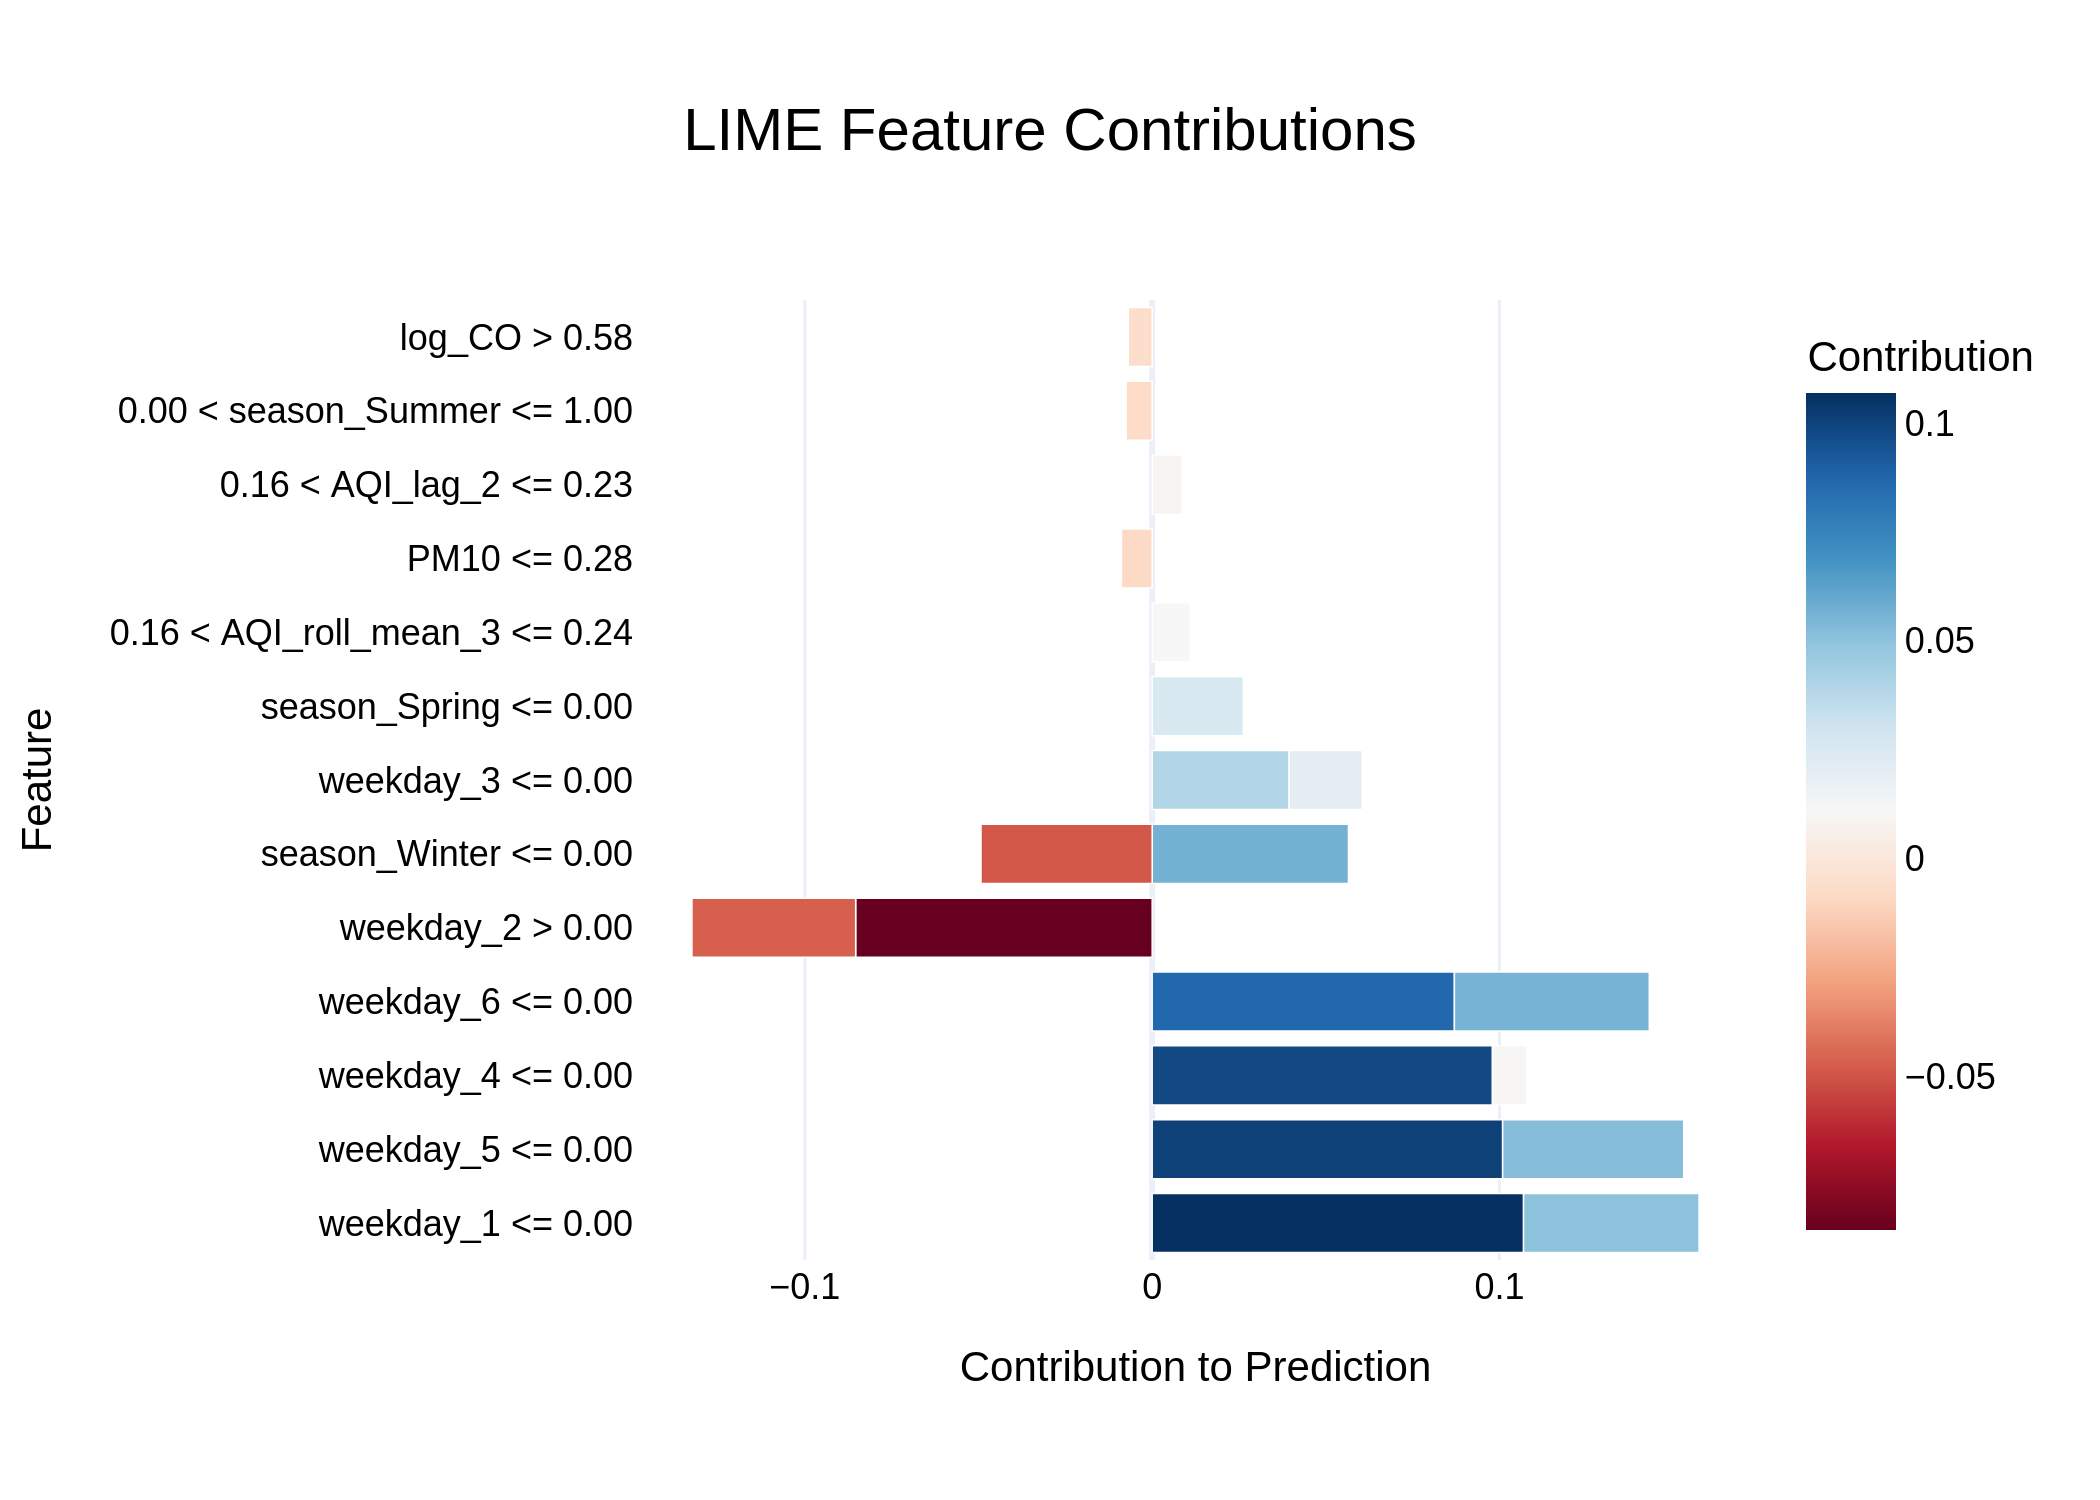 LIME Feature Contributions
log_CO > 0.58
0.00 < season_Summer <= 1.00
0.16 < AQI_lag_2 <= 0.23
PM10 <= 0.28
0.16 < AQI_roll_mean_3 <= 0.24
season_Spring <= 0.00
weekday_3 <= 0.00
season_Winter <= 0.00
weekday_2 > 0.00
weekday_6 <= 0.00
weekday_4 <= 0.00
weekday_5 <= 0.00
weekday_1 <= 0.00
Feature
−0.1
0
0.1
Contribution to Prediction
Contribution
0.1
0.05
0
−0.05